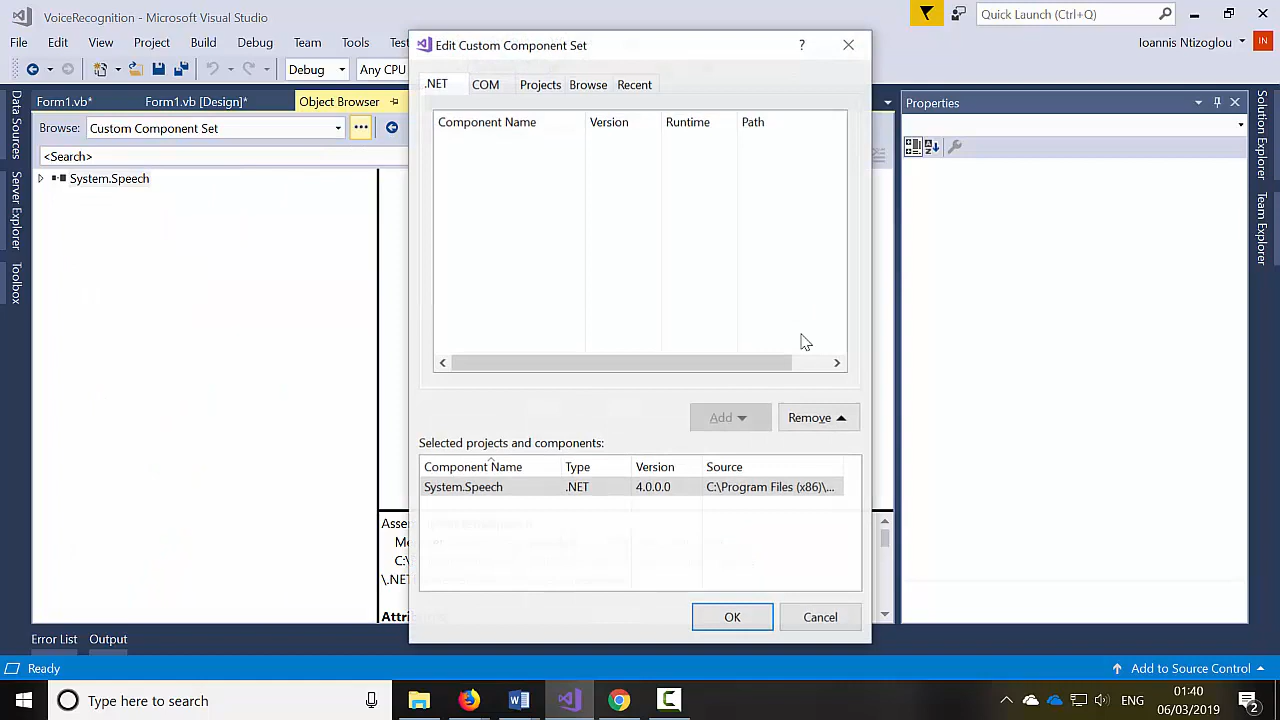 VoiceRecognition - Microsoft Visual Studio
Quick Launch (Ctrl+Q)
File Edit View Project Build Debug Team Tools
Ioannis Ntizoglou IN
Debug Any CPU
Form1.vb* Form1.vb [Design]* Object Browser
Browse: Custom Component Set
<Search>
System.Speech
Data Sources
Server Explorer
Toolbox
Edit Custom Component Set ?
.NET COM Projects Browse Recent
Component Name Version Runtime Path
Add Remove
Selected projects and components:
Component Name Type Version Source
System.Speech .NET 4.0.0.0 C:\Program Files (x86)\...
OK Cancel
Properties
Solution Explorer
Team Explorer
Error List Output
Ready Add to Source Control
Type here to search
ENG 01:40
06/03/2019 2